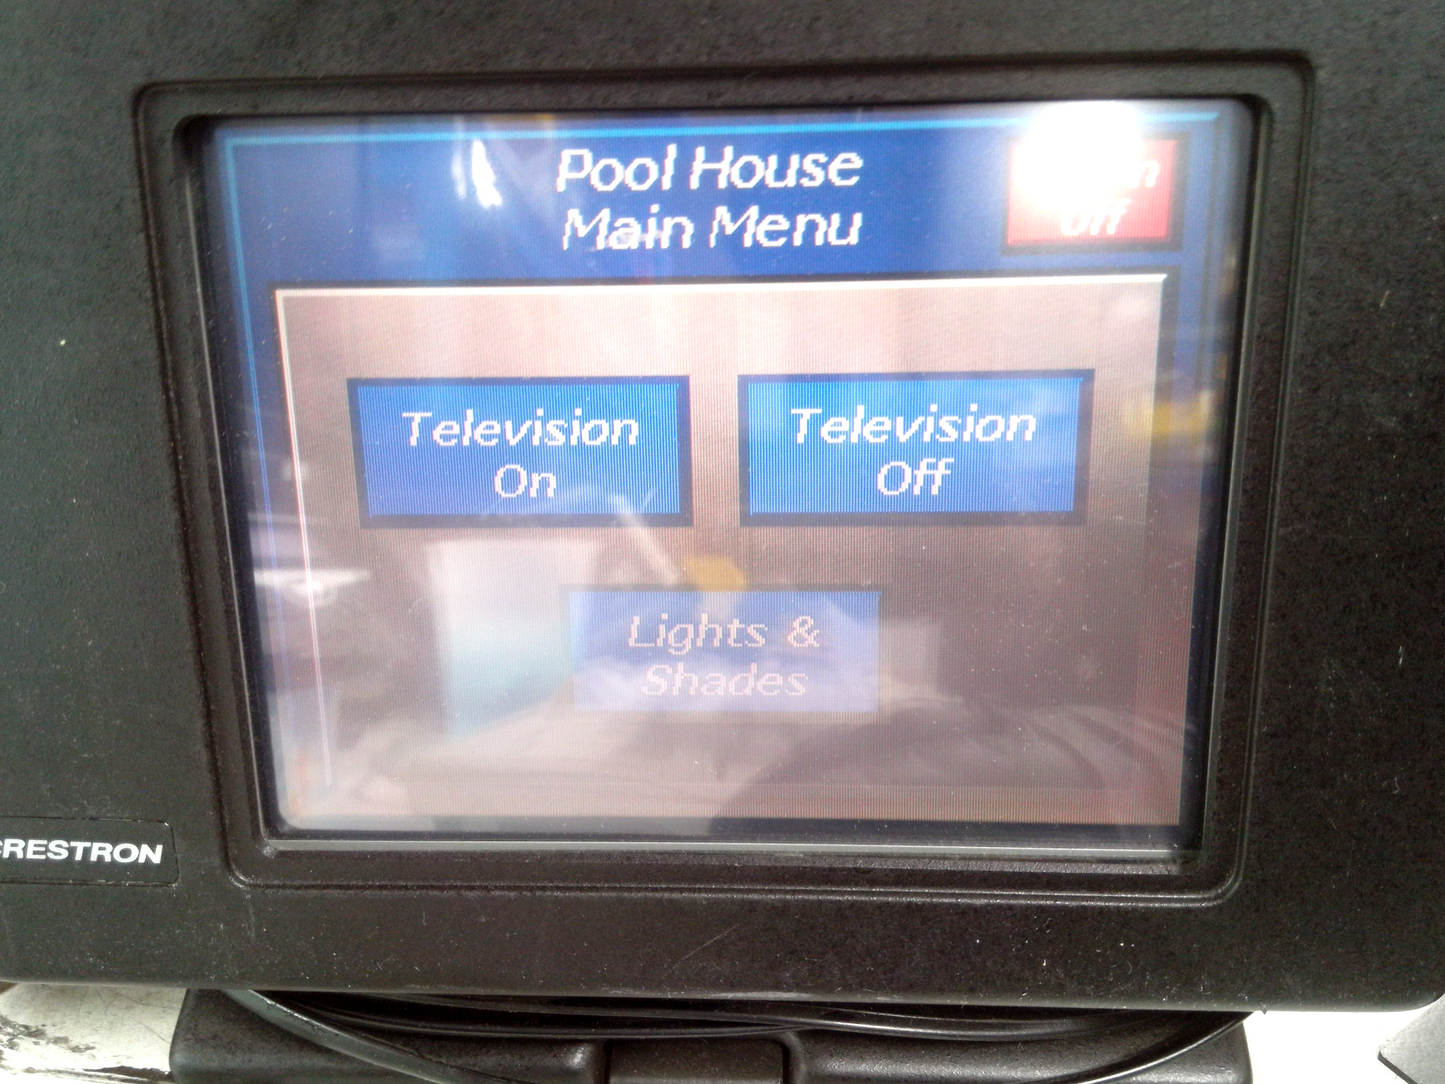 Pool House
Main Menu
Off
Television
On
Television
Off
Lights &
Shades
CRESTRON